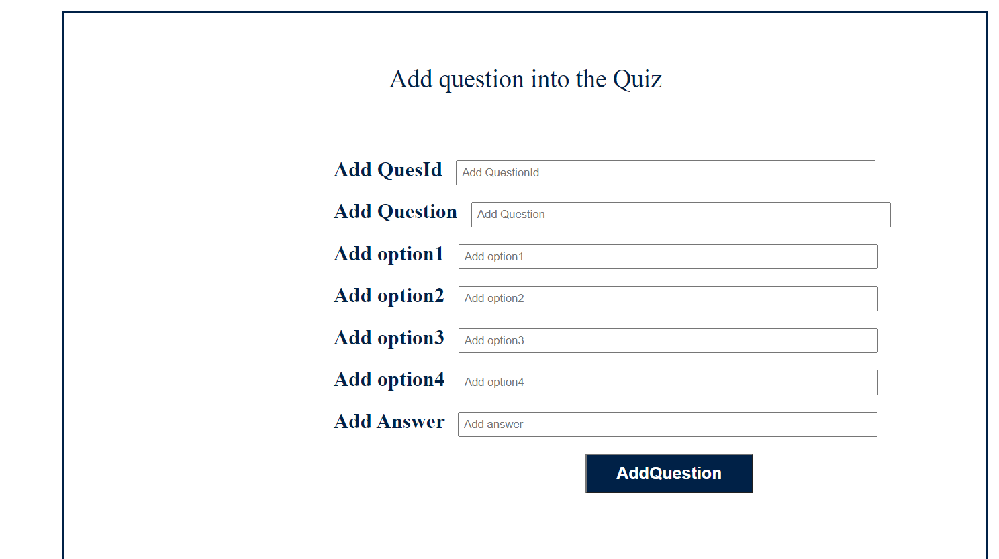 Add question into the Quiz
Add QuesId Add QuestionId
Add Question Add Question
Add option1 Add option1
Add option2 Add option2
Add option3 Add option3
Add option4 Add option4
Add Answer Add answer
AddQuestion